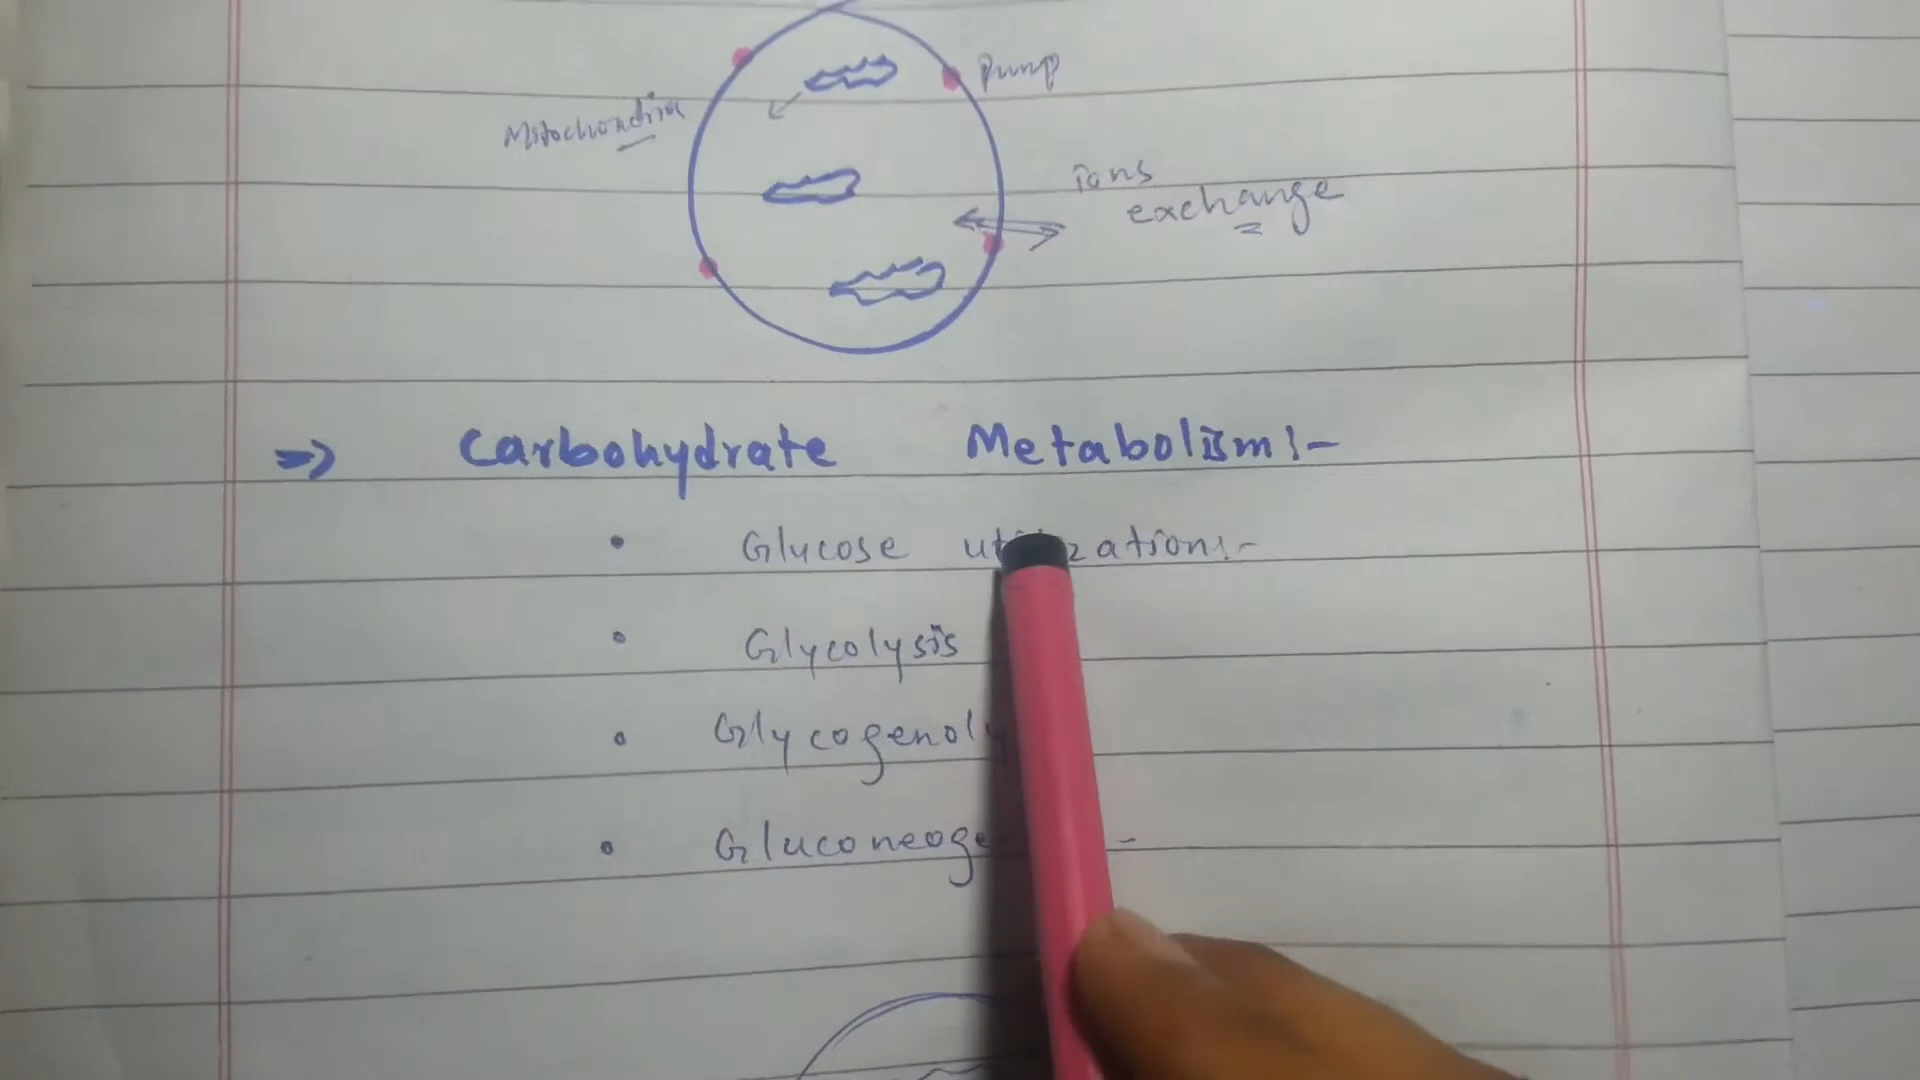 Pump
Mitochondria
ions
exchange
=> Carbohydrate Metabolism:-
• Glucose
• Glycolysis
•
•